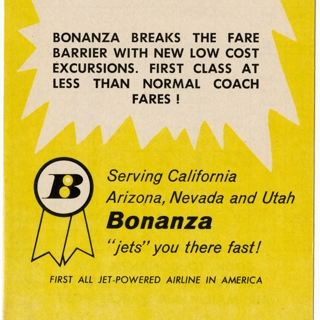 BONANZA BREAKS THE FARE
BARRIER WITH NEW LOW COST
EXCURSIONS. FIRST CLASS AT
LESS THAN NORMAL COACH
FARES !
B
Serving California
Arizona, Nevada and Utah
Bonanza
"jets" you there fast!
FIRST ALL JET-POWERED AIRLINE IN AMERICA